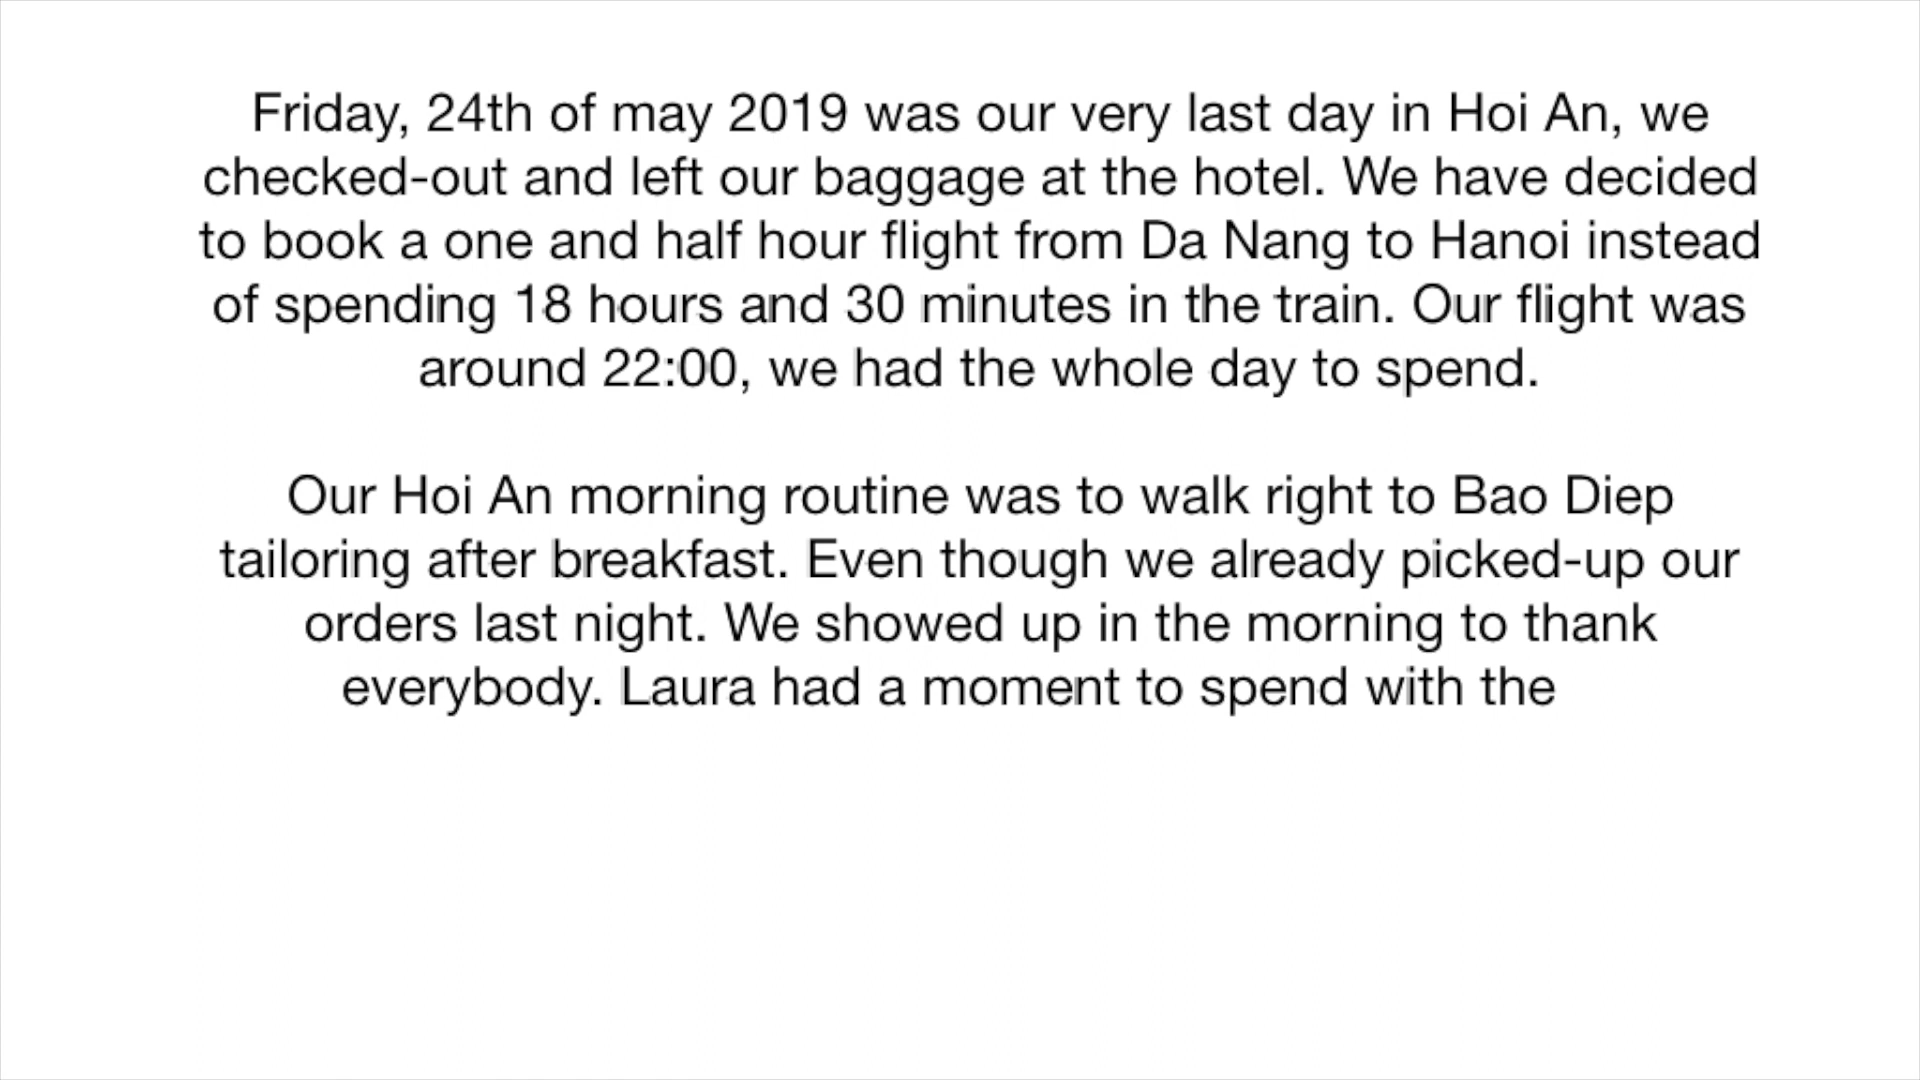 Friday, 24th of may 2019 was our very last day in Hoi An, we
checked-out and left our baggage at the hotel. We have decided
to book a one and half hour flight from Da Nang to Hanoi instead
of spending 18 hours and 30 minutes in the train. Our flight was
around 22:00, we had the whole day to spend.
Our Hoi An morning routine was to walk right to Bao Diep
tailoring after breakfast. Even though we already picked-up our
orders last night. We showed up in the morning to thank
everybody. Laura had a moment to spend with the